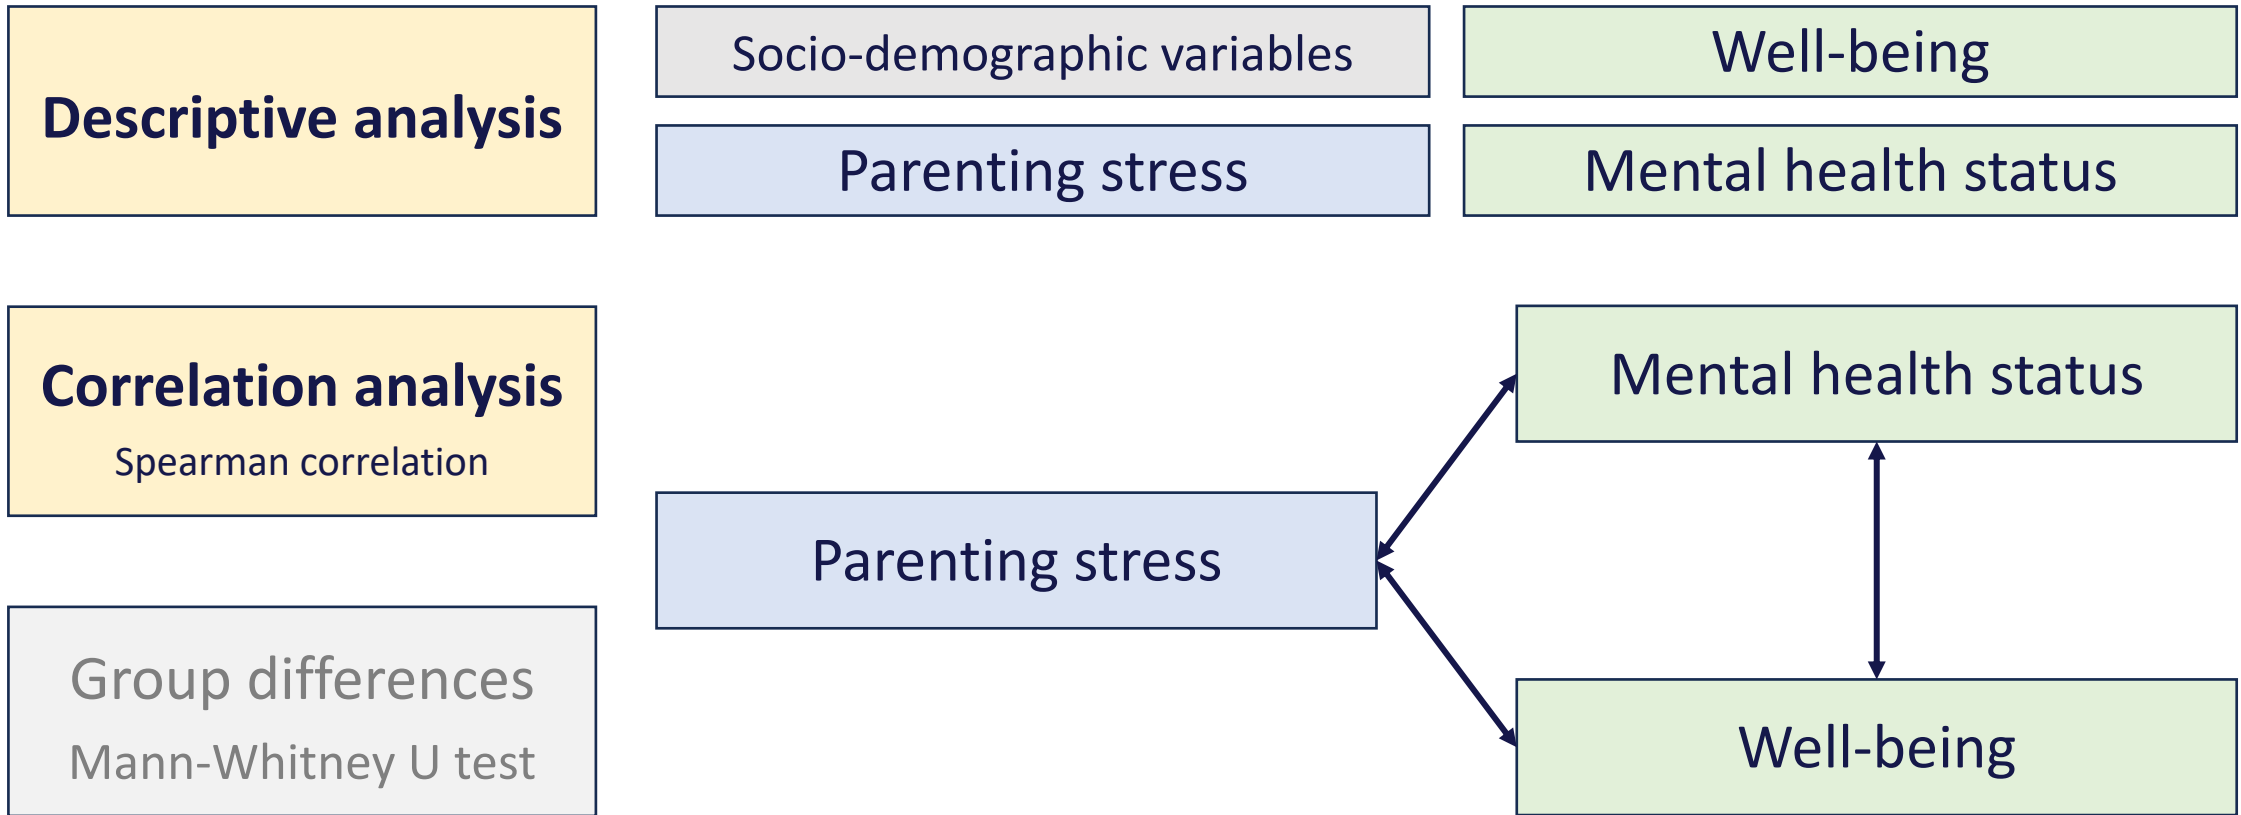 Descriptive analysis
Socio-demographic variables
Well-being
Parenting stress
Mental health status
Correlation analysis
Spearman correlation
Mental health status
Parenting stress
Group differences
Mann-Whitney U test
Well-being